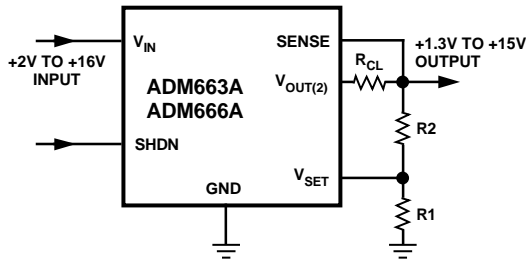 +2V TO +16V
INPUT
V_IN
SENSE
ADM663A
ADM666A
V_OUT(2)
R_CL
+1.3V TO +15V
OUTPUT
R2
SHDN
GND
V_SET
R1